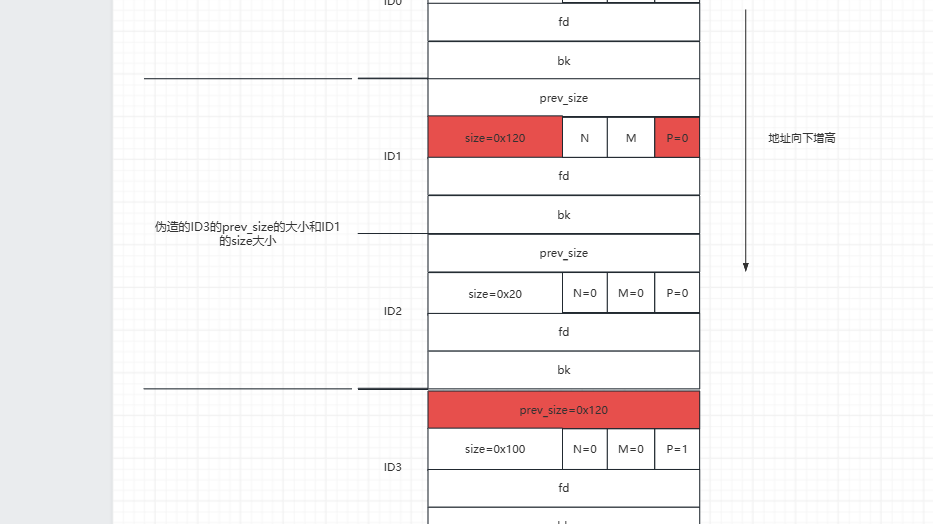 ID0
fd
bk
prev_size
size=0x120 N M P=0
ID1
地址向下增高
fd
bk
伪造的ID3的prev_size的大小和ID1
的size大小
prev_size
size=0x20 N=0 M=0 P=0
ID2
fd
bk
prev_size=0x120
size=0x100 N=0 M=0 P=1
ID3
fd